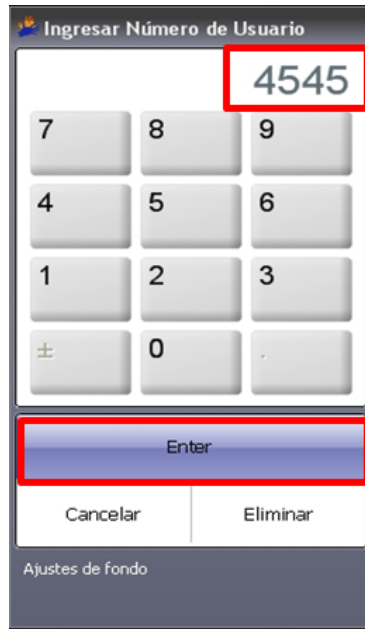 Ingresar Número de Usuario
4545
7 8 9
4 5 6
1 2 3
± 0 .
Enter
Cancelar Eliminar
Ajustes de fondo